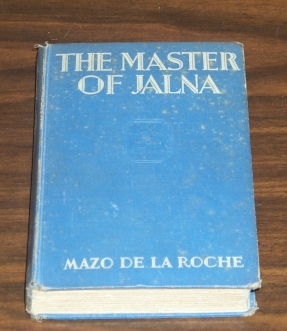 THE MASTER
OF JALNA
MAZO DE LA ROCHE